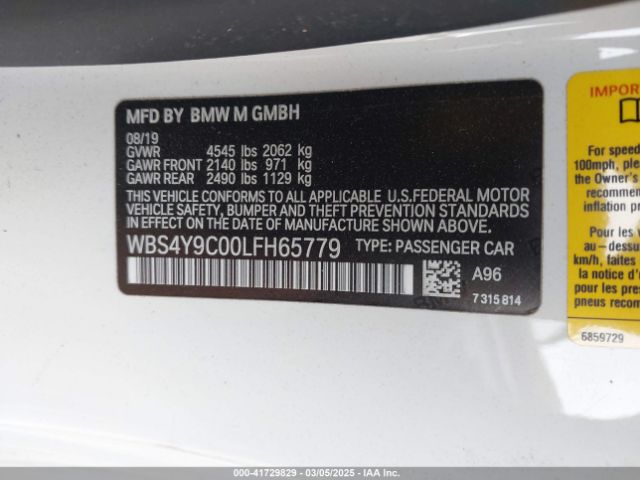 MFD BY BMW M GMBH
08/19
GVWR 4545 lbs 2062 kg
GAWR FRONT 2140 lbs 971 kg
GAWR REAR 2490 lbs 1129 kg
THIS VEHICLE CONFORMS TO ALL APPLICABLE U.S.FEDERAL MOTOR
VEHICLE SAFETY, BUMPER AND THEFT PREVENTION STANDARDS
IN EFFECT ON THE DATE OF MANUFACTURE SHOWN ABOVE.
WBS4Y9C00LFH65779 TYPE: PASSENGER CAR
A96
7 315 814
IMPORT
For speed
100mph, ple
the Owner's
recommen
inflation p
Pour
au-dessu
km/h, faites
la notice d'
pour les pres
pneus recom
6859729
000-41729829 - 03/05/2025 - IAA Inc.